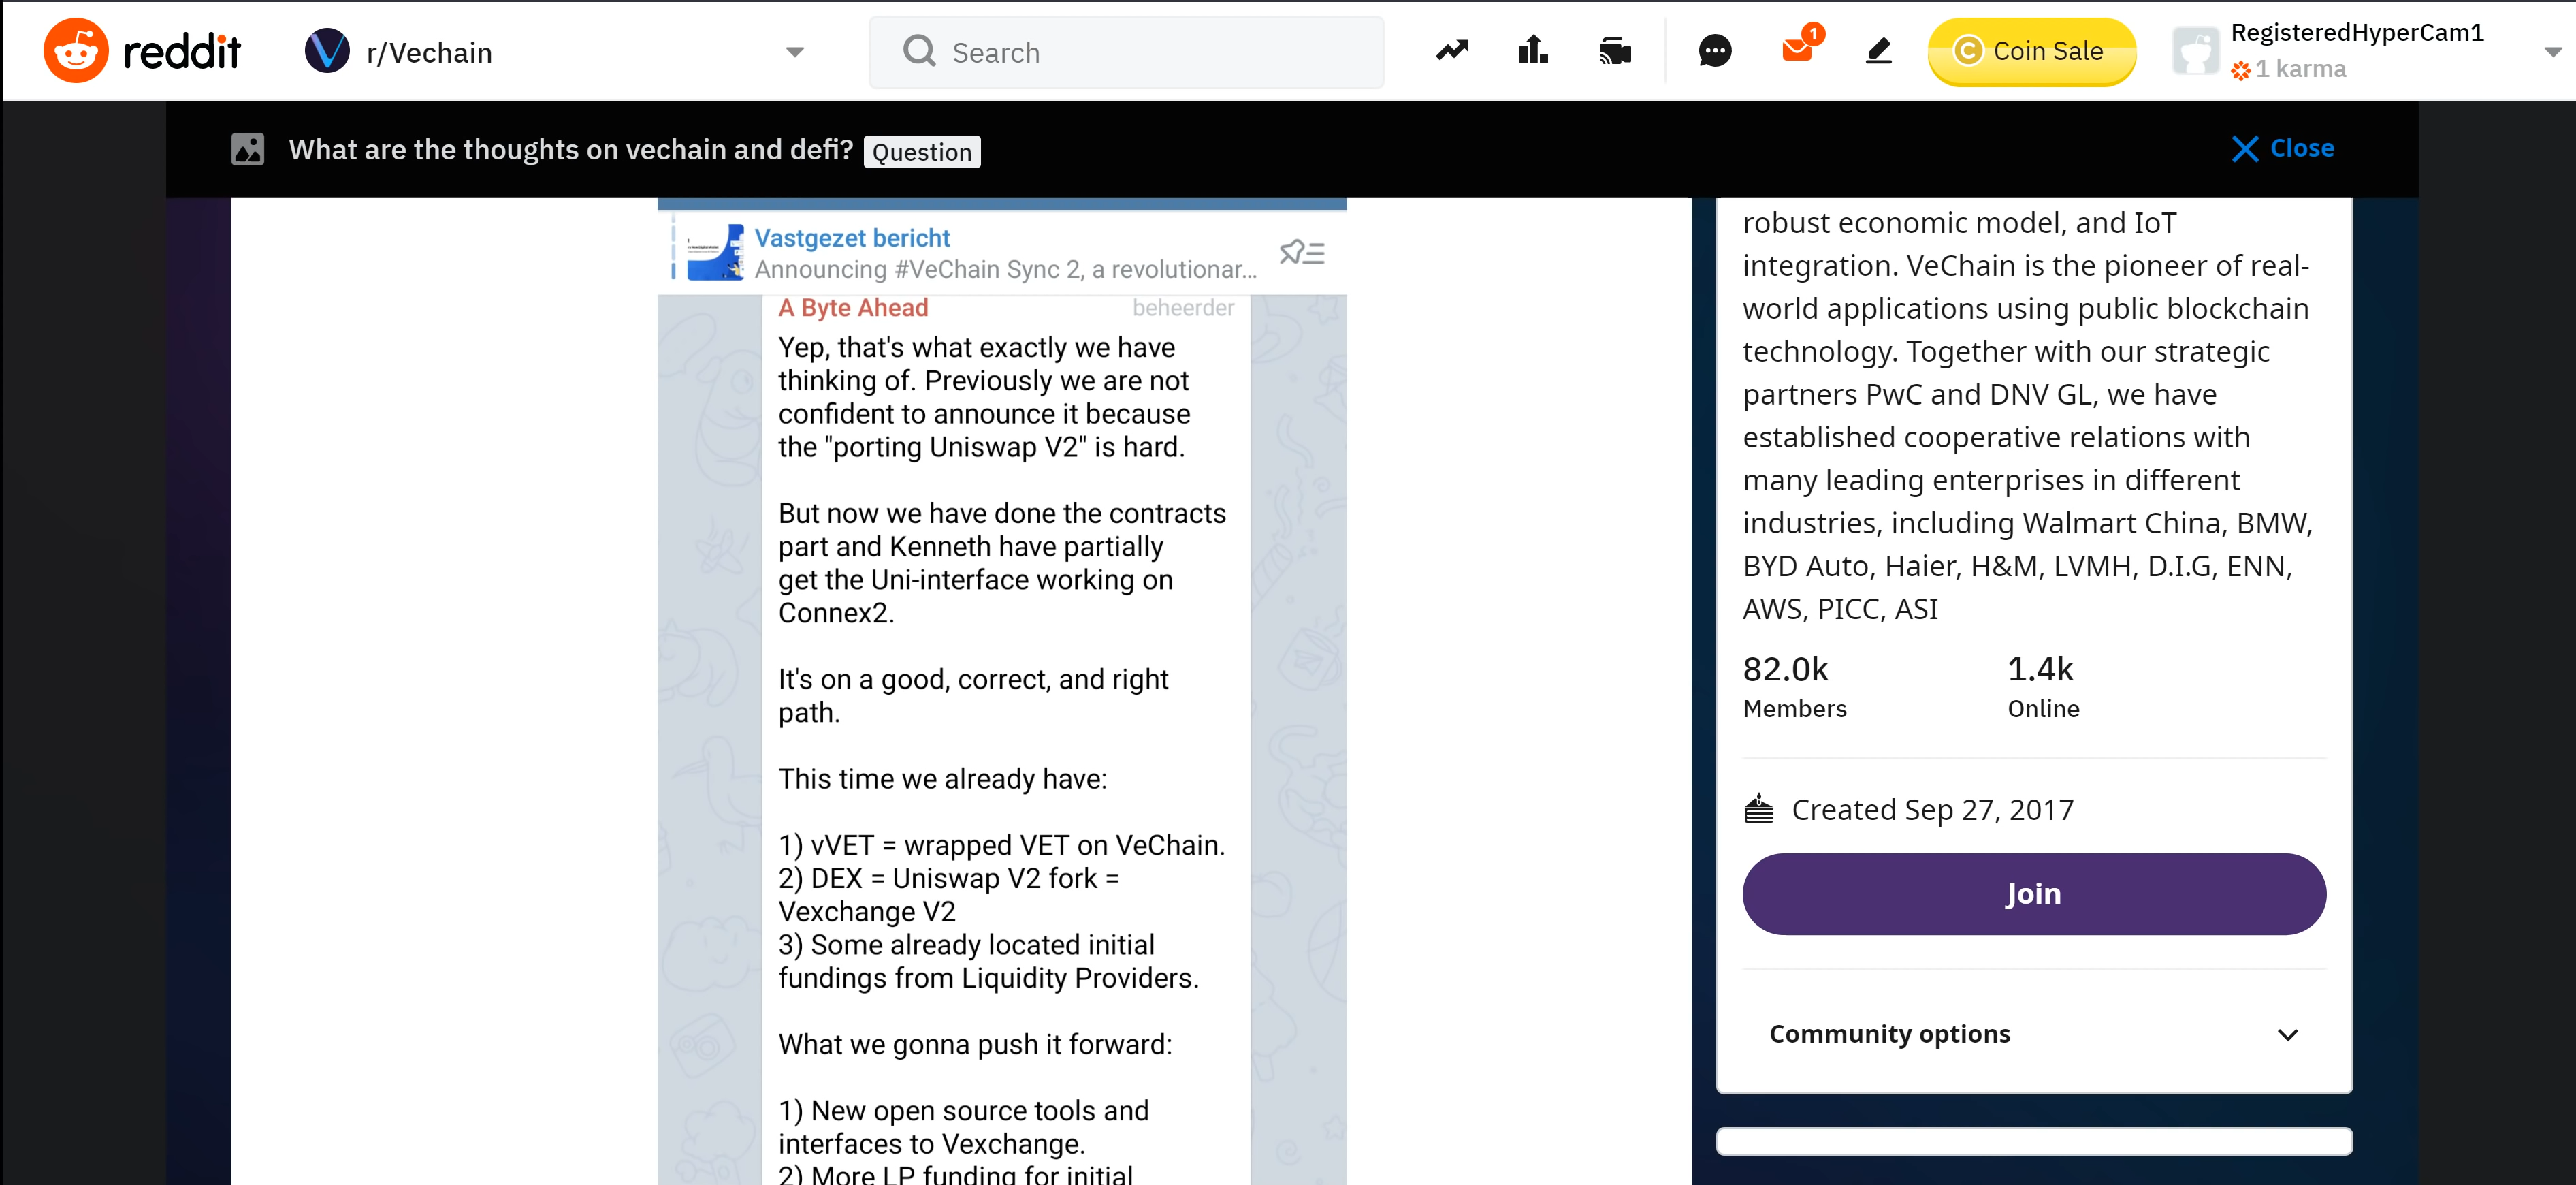 reddit
r/Vechain
Search
1
Coin Sale
RegisteredHyperCam1
1 karma
What are the thoughts on vechain and defi? Question
Close
Vastgezet bericht
Announcing #VeChain Sync 2, a revolutionar...
A Byte Ahead beheerder
Yep, that's what exactly we have
thinking of. Previously we are not
confident to announce it because
the "porting Uniswap V2" is hard.
But now we have done the contracts
part and Kenneth have partially
get the Uni-interface working on
Connex2.
It's on a good, correct, and right
path.
This time we already have:
1) vVET = wrapped VET on VeChain.
2) DEX = Uniswap V2 fork =
Vexchange V2
3) Some already located initial
fundings from Liquidity Providers.
What we gonna push it forward:
1) New open source tools and
interfaces to Vexchange.
2) More LP funding for initial
robust economic model, and IoT
integration. VeChain is the pioneer of real-
world applications using public blockchain
technology. Together with our strategic
partners PwC and DNV GL, we have
established cooperative relations with
many leading enterprises in different
industries, including Walmart China, BMW,
BYD Auto, Haier, H&M, LVMH, D.I.G, ENN,
AWS, PICC, ASI
82.0k 1.4k
Members Online
Created Sep 27, 2017
Join
Community options